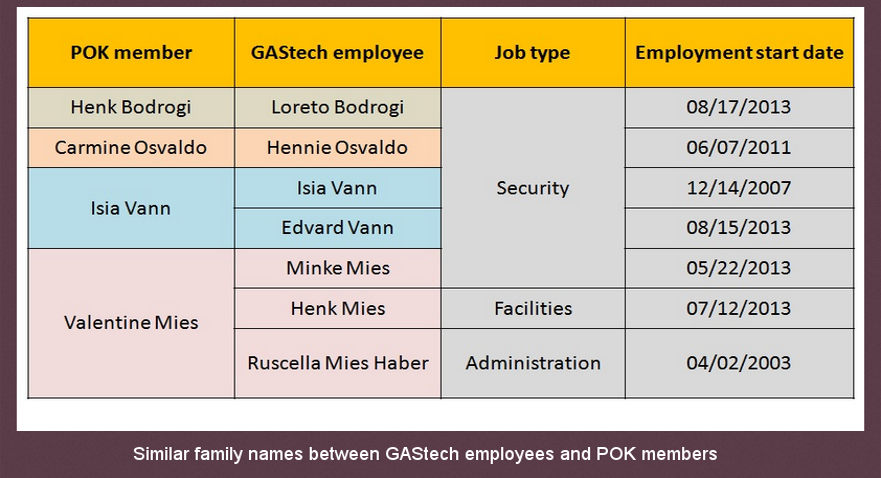 POK member GAStech employee Job type Employment start date
Henk Bodrogi Loreto Bodrogi 08/17/2013
Carmine Osvaldo Hennie Osvaldo 06/07/2011
Isia Vann Isia Vann Security 12/14/2007
Edvard Vann 08/15/2013
Minke Mies 05/22/2013
Valentine Mies Henk Mies Facilities 07/12/2013
Ruscella Mies Haber Administration 04/02/2003
Similar family names between GAStech employees and POK members